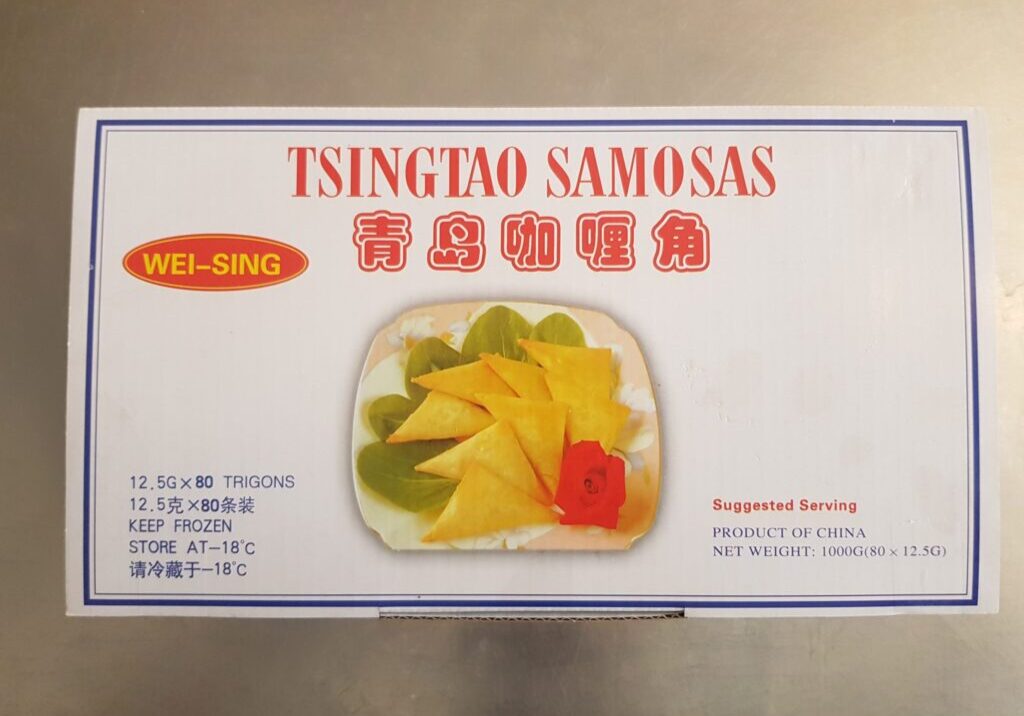 TSINGTAO SAMOSAS
青岛咖喱角
WEI-SING
12.5G×80 TRIGONS
12.5克×80条装
KEEP FROZEN
STORE AT-18°C
请冷藏于-18°C
Suggested Serving
PRODUCT OF CHINA
NET WEIGHT: 1000G(80×12.5G)